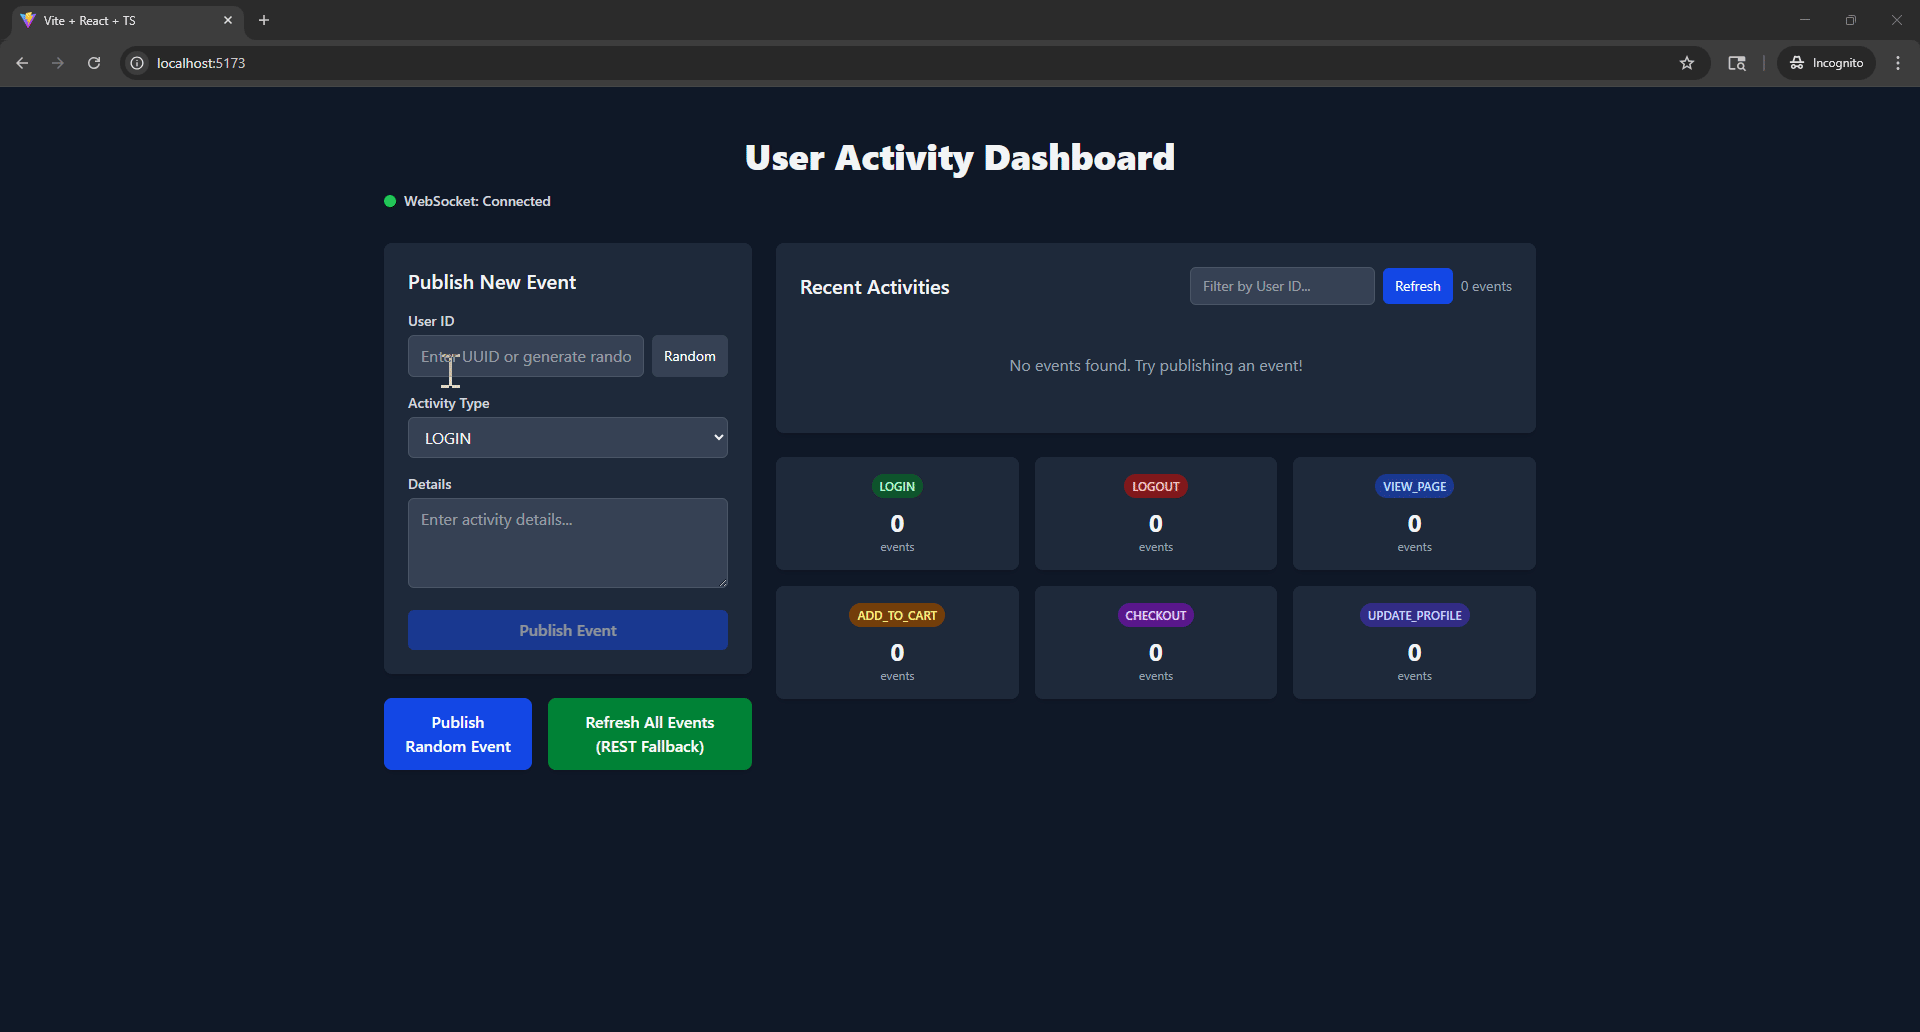 Vite + React + TS
localhost:5173
Incognito
User Activity Dashboard
WebSocket: Connected
Publish New Event
User ID
Enter UUID or generate rando
Random
Activity Type
LOGIN
Details
Enter activity details...
Publish Event
Publish
Random Event
Refresh All Events
(REST Fallback)
Recent Activities
Filter by User ID...
Refresh
0 events
No events found. Try publishing an event!
LOGIN
0
events
LOGOUT
0
events
VIEW_PAGE
0
events
ADD_TO_CART
0
events
CHECKOUT
0
events
UPDATE_PROFILE
0
events